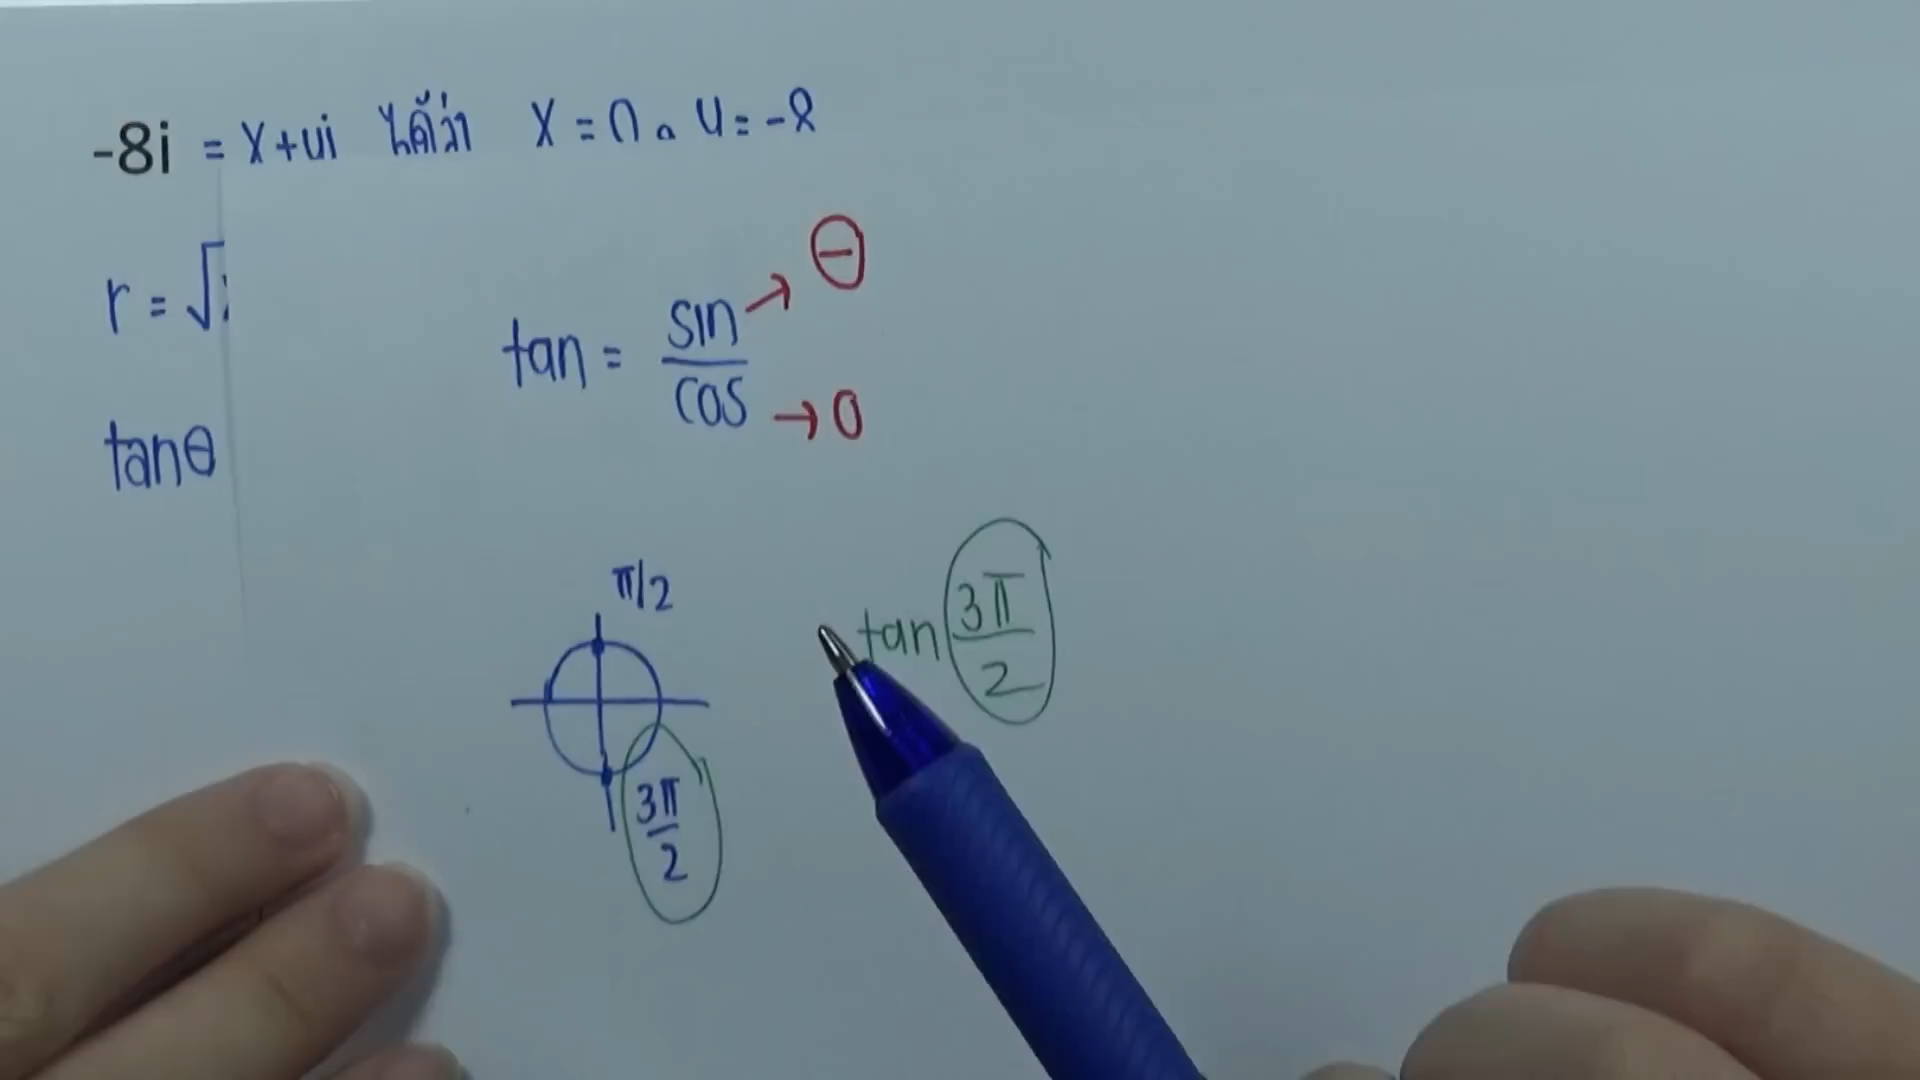 -8i = x+yi ได้ว่า x = 0, y = -8
r = √
tan = sin/cos → ⊖ → 0
tanθ
π/2
tan 3π/2
3π/2